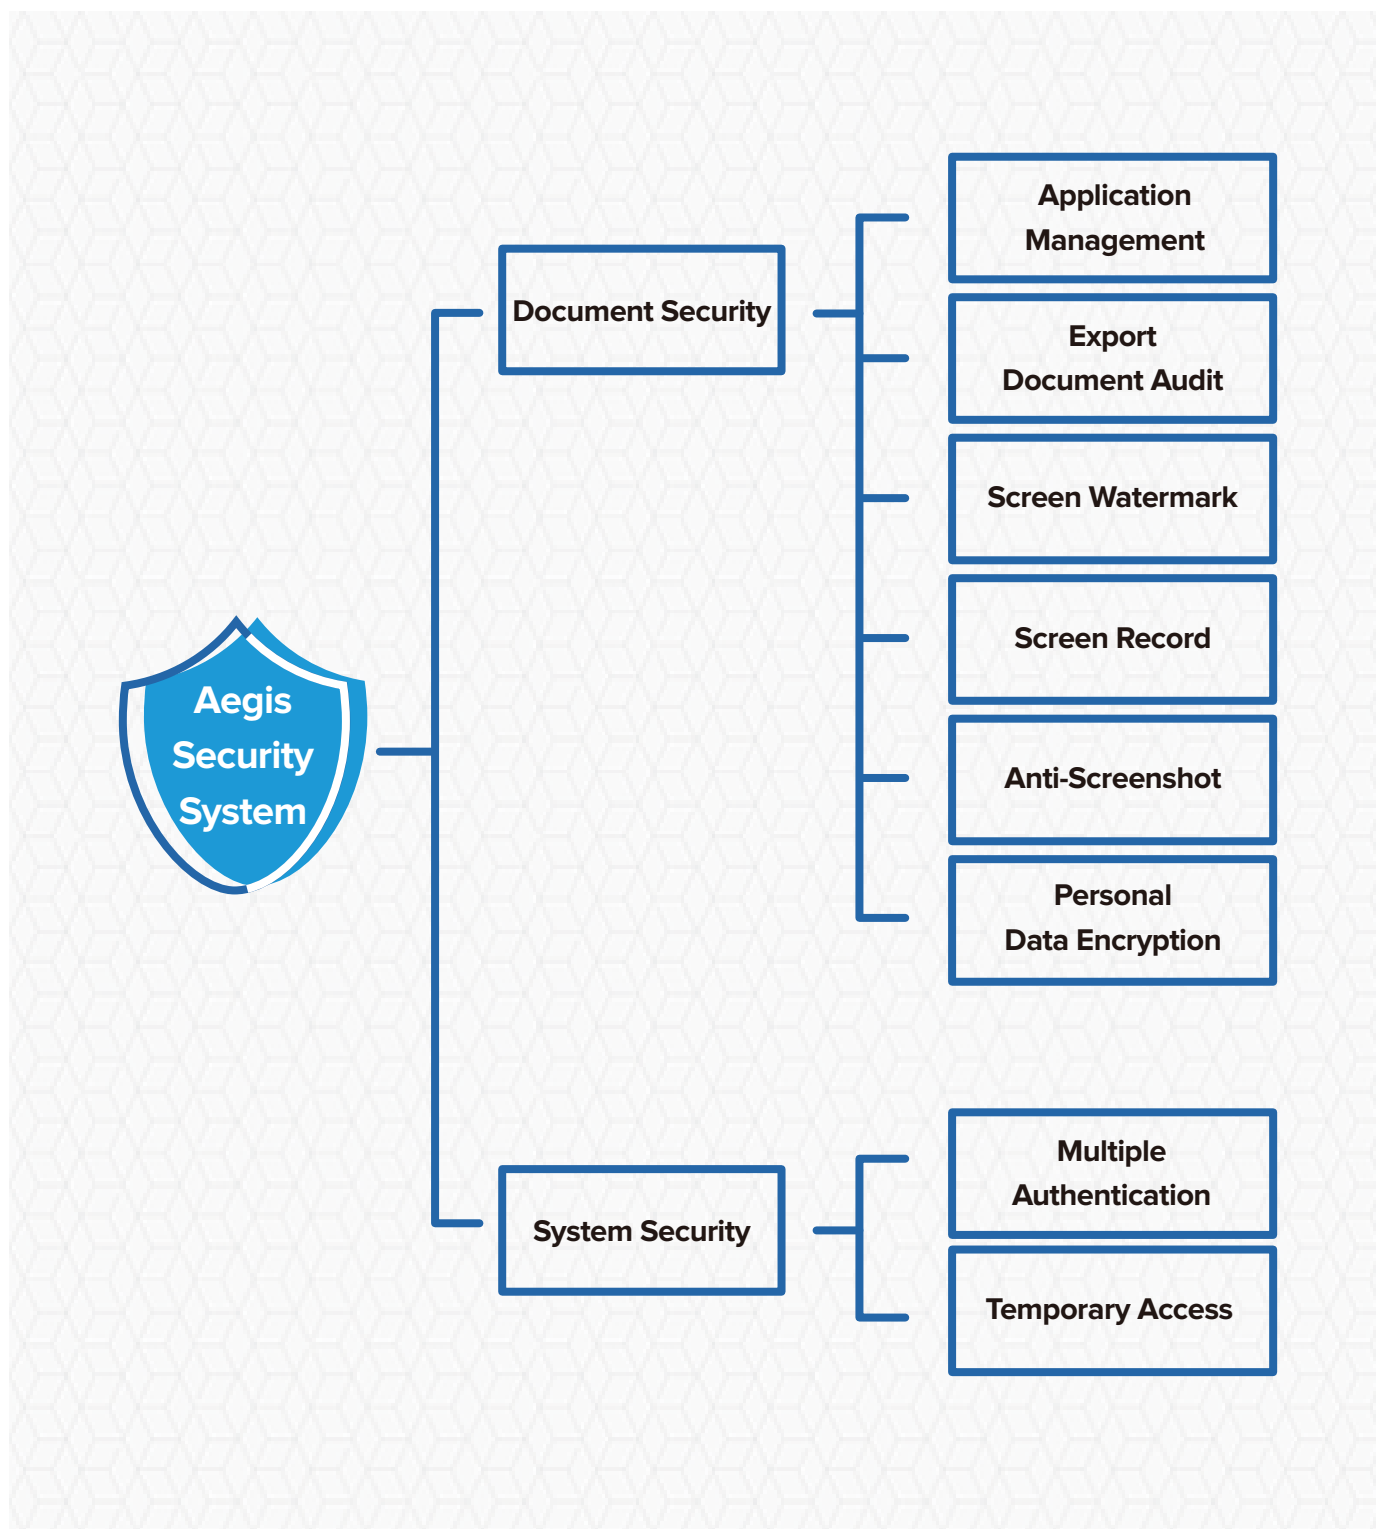 Aegis
Security
System
Document Security
Application
Management
Export
Document Audit
Screen Watermark
Screen Record
Anti-Screenshot
Personal
Data Encryption
System Security
Multiple
Authentication
Temporary Access